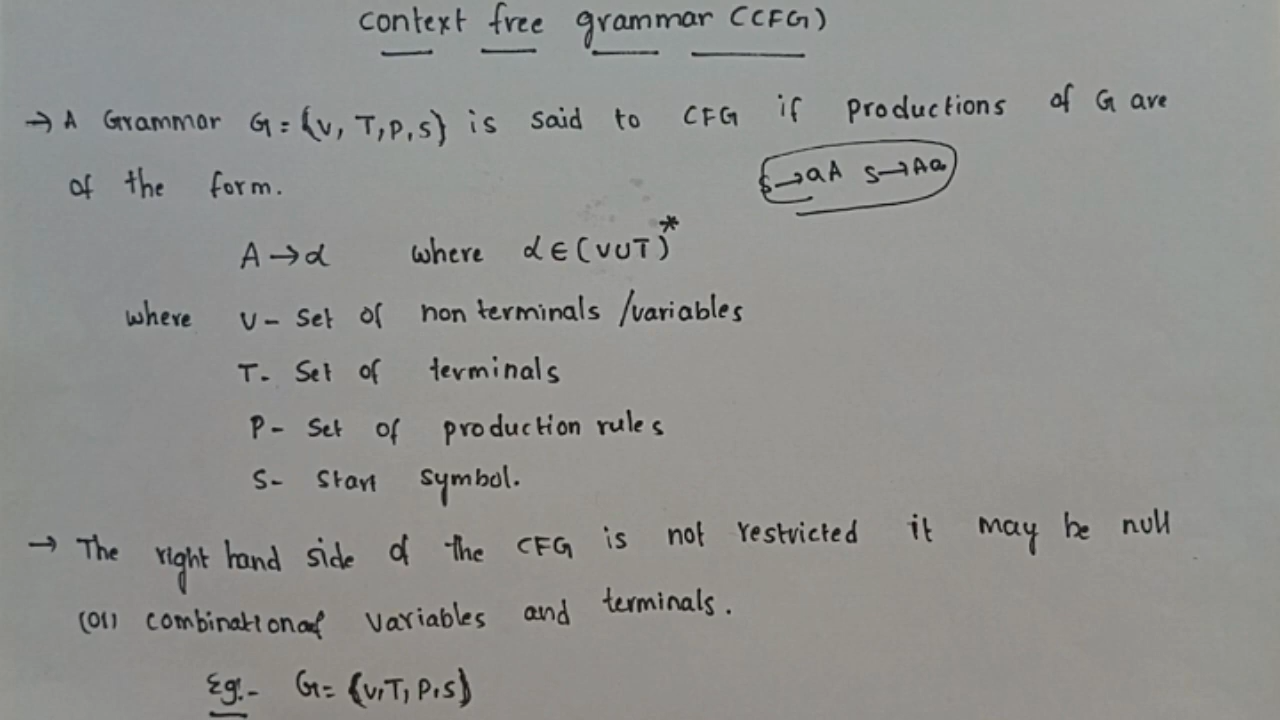 context free grammar (CFG)
→ A Grammar G = {V, T, P, S} is said to CFG if productions of G are
of the form.
S→aA S→Aa
A→α where α∈(VUT)*
where V- Set of non terminals /variables
T- Set of terminals
P- Set of production rules
S- Start symbol.
→ The right hand side of the CFG is not restricted it may be null
(or) combination of variables and terminals.
Eg:- G= {V,T, P,S}